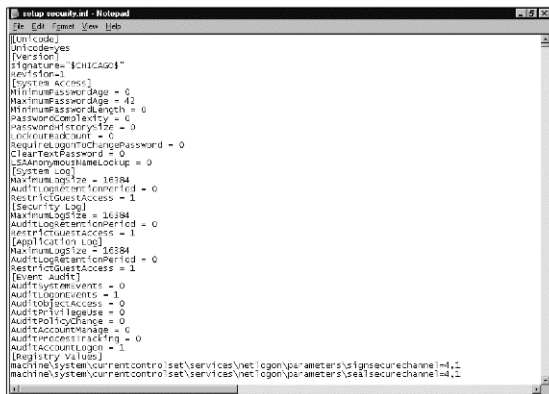 setup security.inf - Notepad
File Edit Format View Help
[Unicode]
Unicode=yes
[Version]
signature="$CHICAGO$"
Revision=1
[System Access]
MinimumPasswordAge = 0
MaximumPasswordAge = 42
MinimumPasswordLength = 0
PasswordComplexity = 0
PasswordHistorySize = 0
LockoutBadCount = 0
RequireLogonToChangePassword = 0
ClearTextPassword = 0
LSAAnonymousNameLookup = 0
[System Log]
MaximumLogSize = 16384
AuditLogRetentionPeriod = 0
RestrictGuestAccess = 1
[Security Log]
MaximumLogSize = 16384
AuditLogRetentionPeriod = 0
RestrictGuestAccess = 1
[Application Log]
MaximumLogSize = 16384
AuditLogRetentionPeriod = 0
RestrictGuestAccess = 1
[Event Audit]
AuditSystemEvents = 0
AuditLogonEvents = 1
AuditObjectAccess = 0
AuditPrivilegeUse = 0
AuditPolicyChange = 0
AuditAccountManage = 0
AuditProcessTracking = 0
AuditAccountLogon = 1
[Registry Values]
machine\system\currentcontrolset\services\netlogon\parameters\signsecurechannel=4,1
machine\system\currentcontrolset\services\netlogon\parameters\sealsecurechannel=4,1